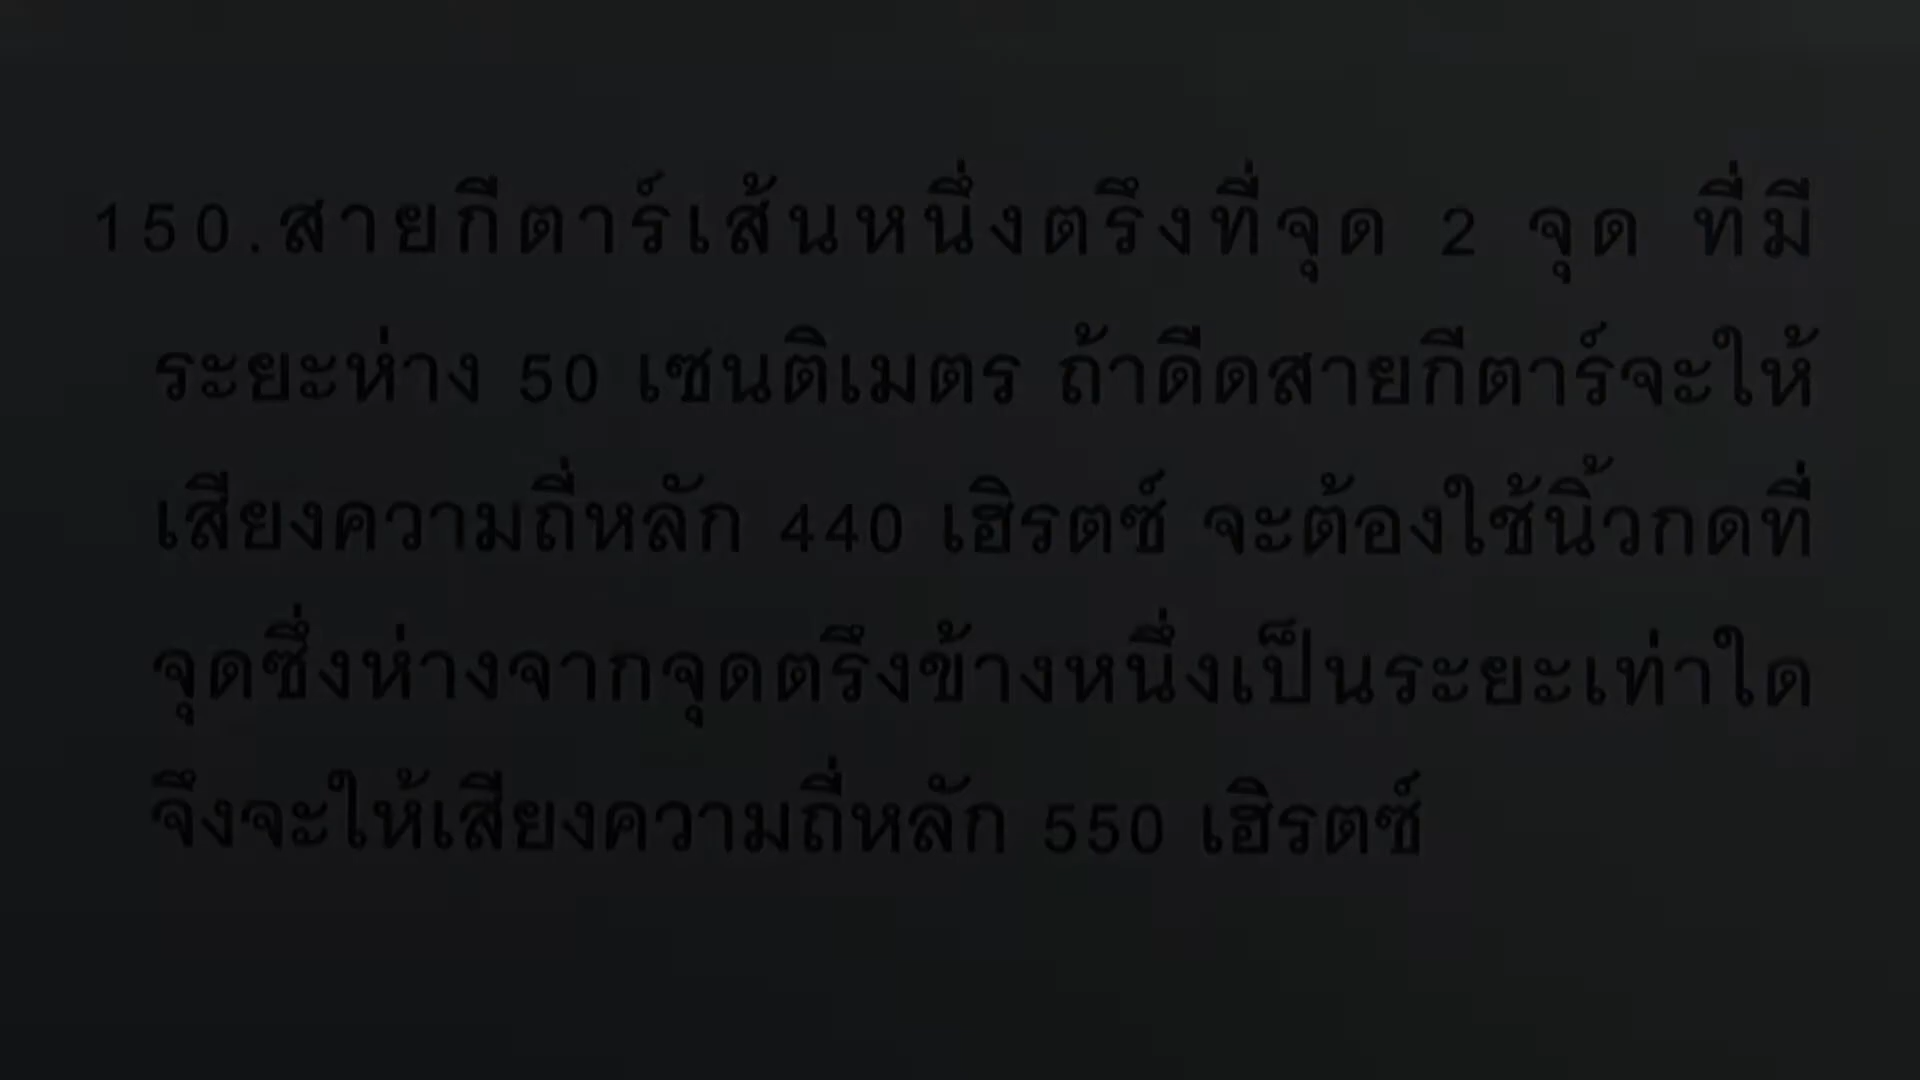 150.สายกีตาร์เส้นหนึ่งตรึงที่จุด 2 จุด ที่มี
ระยะห่าง 50 เซนติเมตร ถ้าดีดสายกีตาร์จะให้
เสียงความถี่หลัก 440 เฮิรตซ์ จะต้องใช้นิ้วกดที่
จุดซึ่งห่างจากจุดตรึงข้างหนึ่งเป็นระยะเท่าใด
จึงจะให้เสียงความถี่หลัก 550 เฮิรตซ์